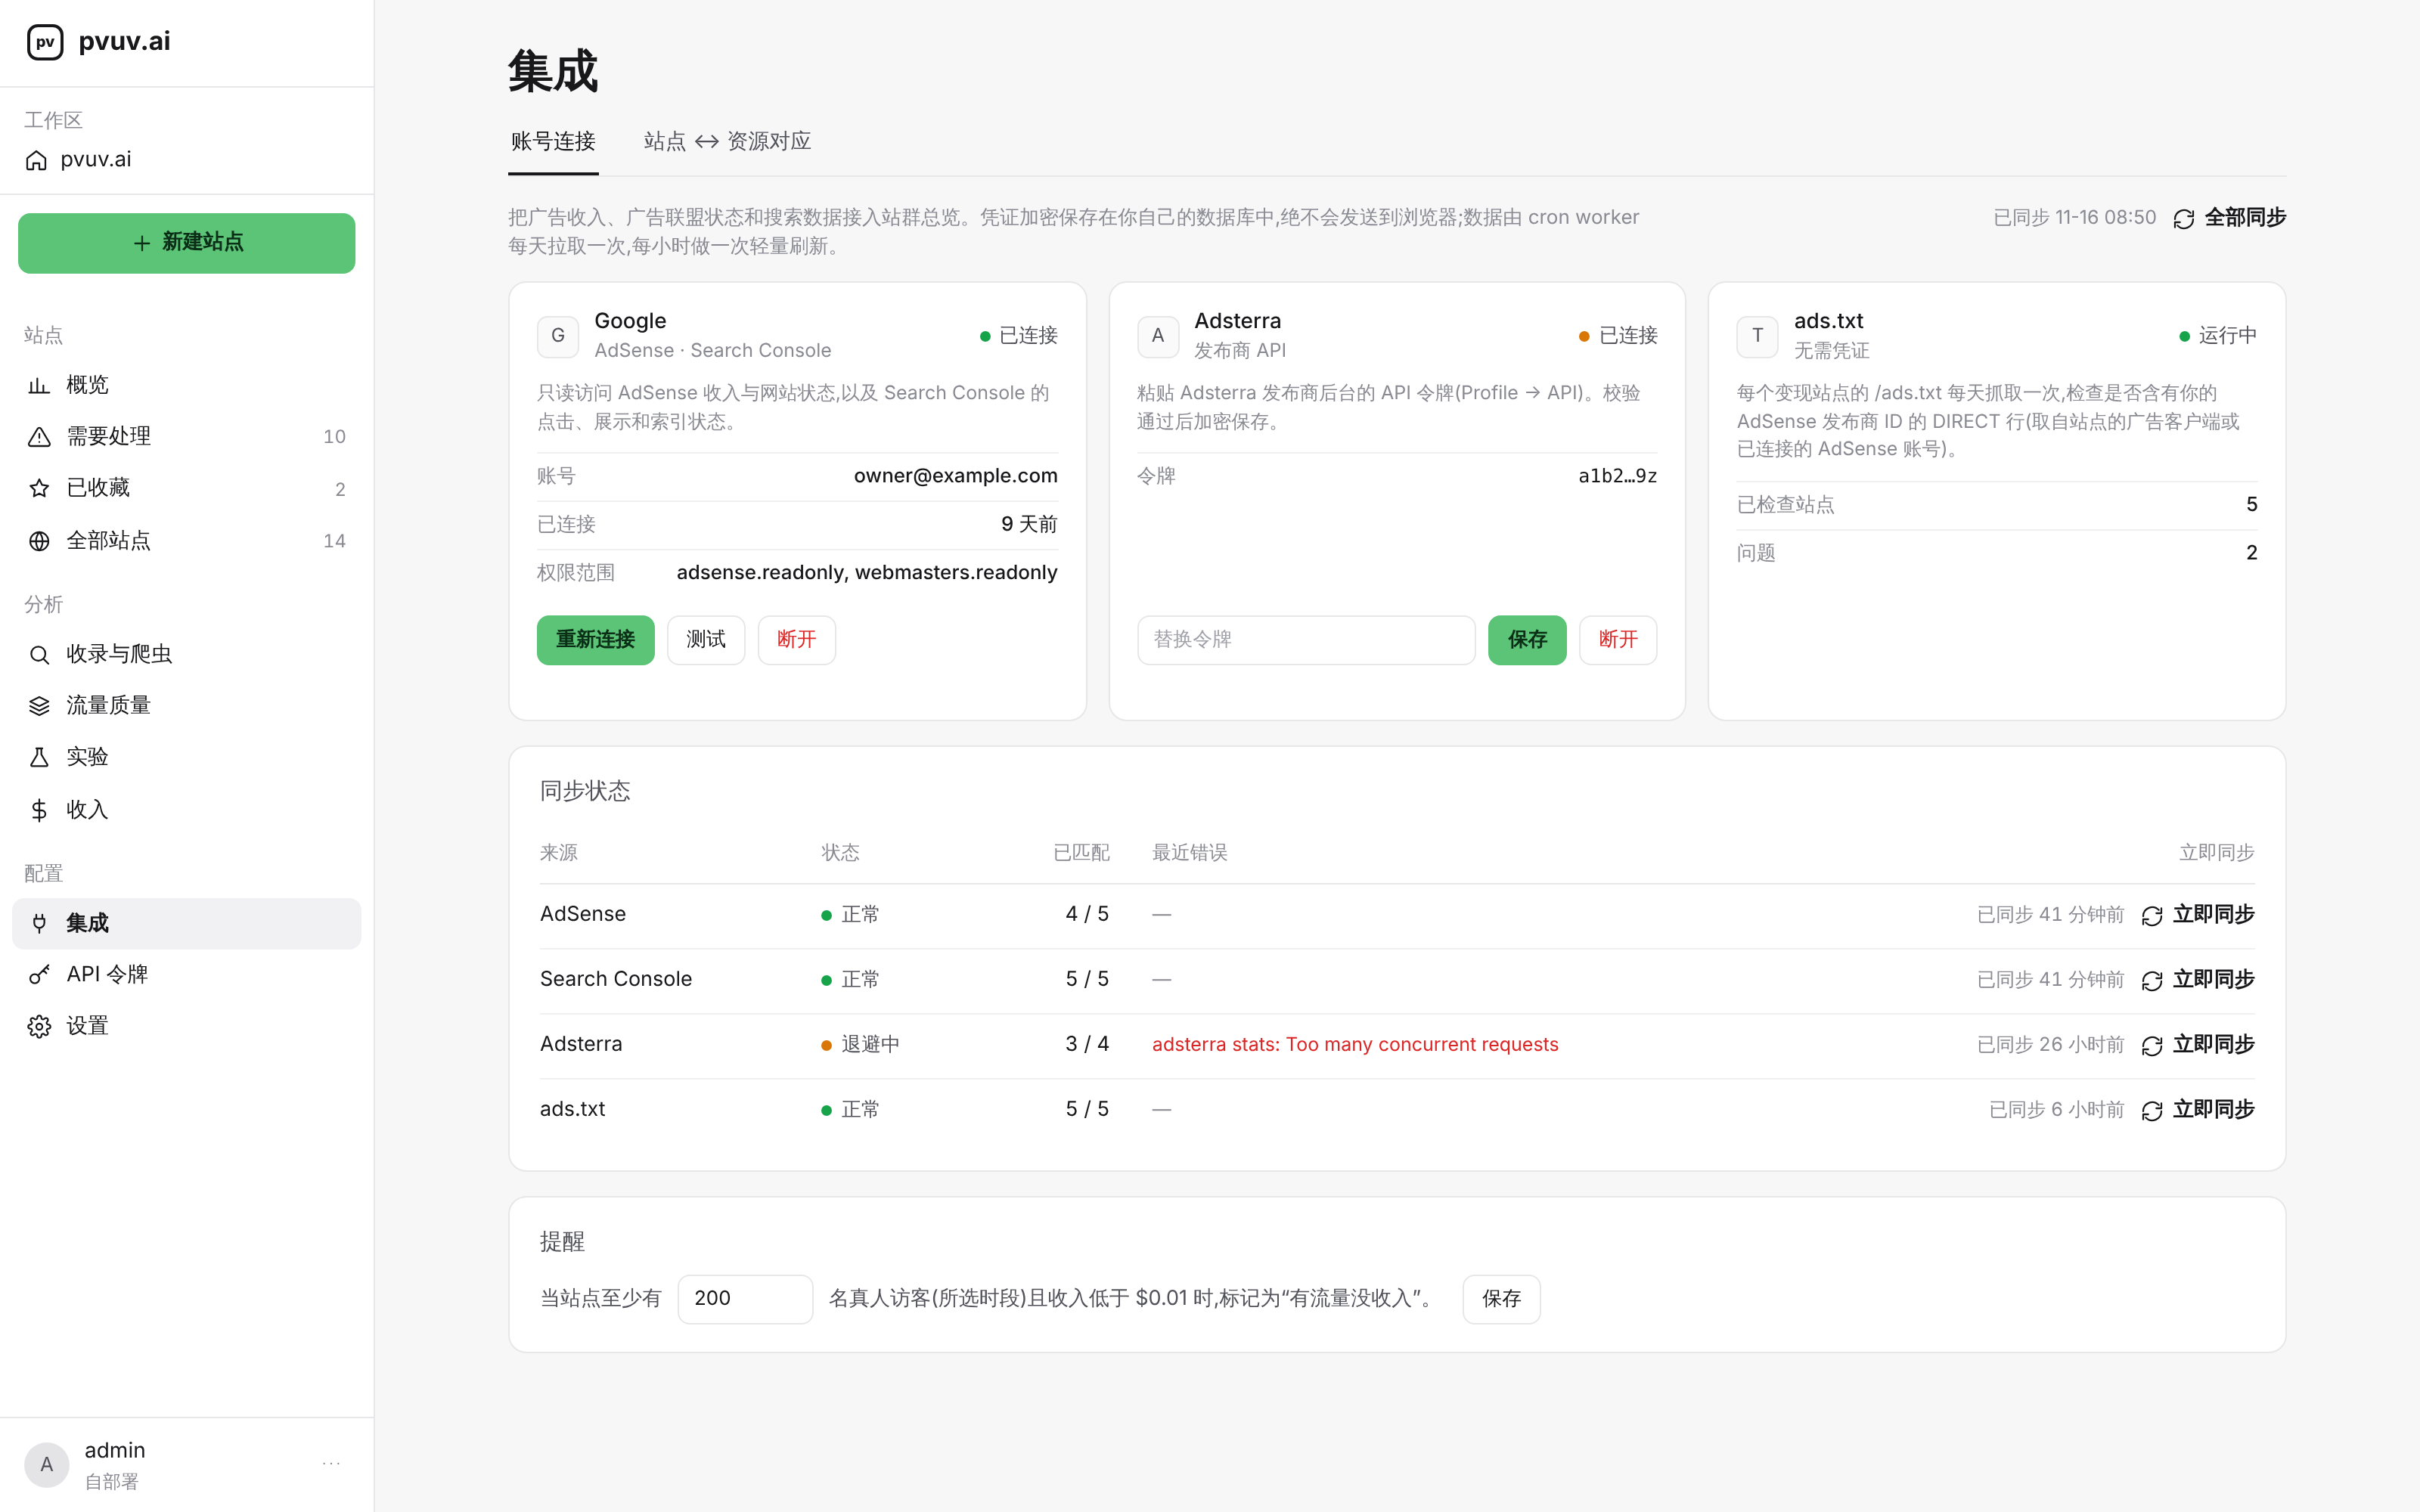 pv pvuv.ai
工作区
pvuv.ai
+ 新建站点
站点
概览
需要处理 10
已收藏 2
全部站点 14
分析
收录与爬虫
流量质量
实验
收入
配置
集成
API 令牌
设置
A admin
自部署
...
集成
账号连接 站点 ↔ 资源对应
把广告收入、广告联盟状态和搜索数据接入站群总览。凭证加密保存在你自己的数据库中,绝不会发送到浏览器;数据由 cron worker
每天拉取一次,每小时做一次轻量刷新。
已同步 11-16 08:50 全部同步
G Google 已连接
AdSense · Search Console
只读访问 AdSense 收入与网站状态,以及 Search Console 的
点击、展示和索引状态。
账号 owner@example.com
已连接 9 天前
权限范围 adsense.readonly, webmasters.readonly
重新连接 测试 断开
A Adsterra 已连接
发布商 API
粘贴 Adsterra 发布商后台的 API 令牌(Profile → API)。校验
通过后加密保存。
令牌 a1b2…9z
替换令牌 保存 断开
T ads.txt 运行中
无需凭证
每个变现站点的 /ads.txt 每天抓取一次,检查是否含有你的
AdSense 发布商 ID 的 DIRECT 行(取自站点的广告客户端或
已连接的 AdSense 账号)。
已检查站点 5
问题 2
同步状态
来源 状态 已匹配 最近错误 立即同步
AdSense 正常 4 / 5 — 已同步 41 分钟前 立即同步
Search Console 正常 5 / 5 — 已同步 41 分钟前 立即同步
Adsterra 退避中 3 / 4 adsterra stats: Too many concurrent requests 已同步 26 小时前 立即同步
ads.txt 正常 5 / 5 — 已同步 6 小时前 立即同步
提醒
当站点至少有 200 名真人访客(所选时段)且收入低于 $0.01 时,标记为“有流量没收入”。 保存